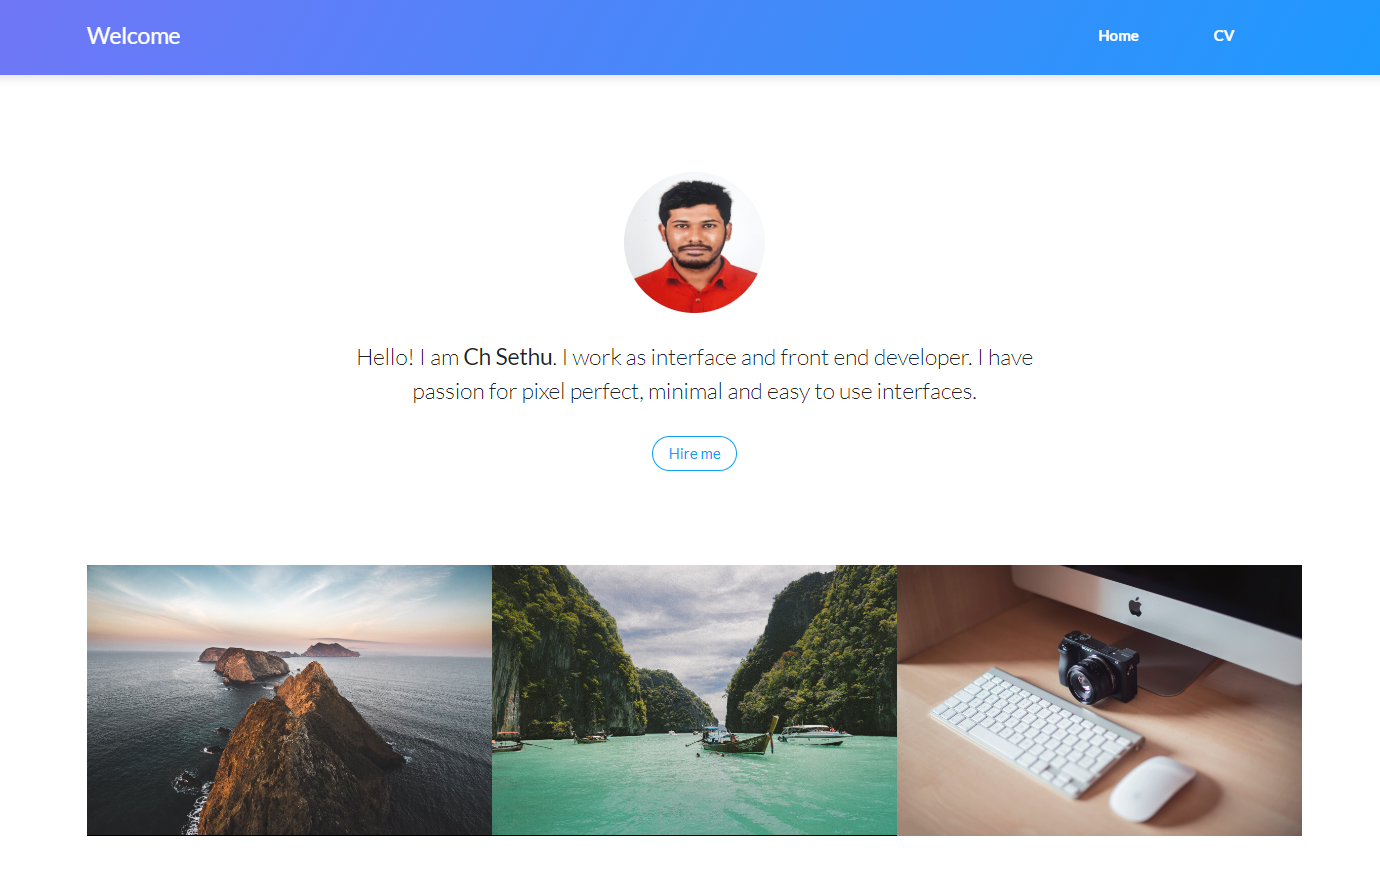 Welcome
Home
CV
Hello! I am Ch Sethu. I work as interface and front end developer. I have
passion for pixel perfect, minimal and easy to use interfaces.
Hire me
SONY